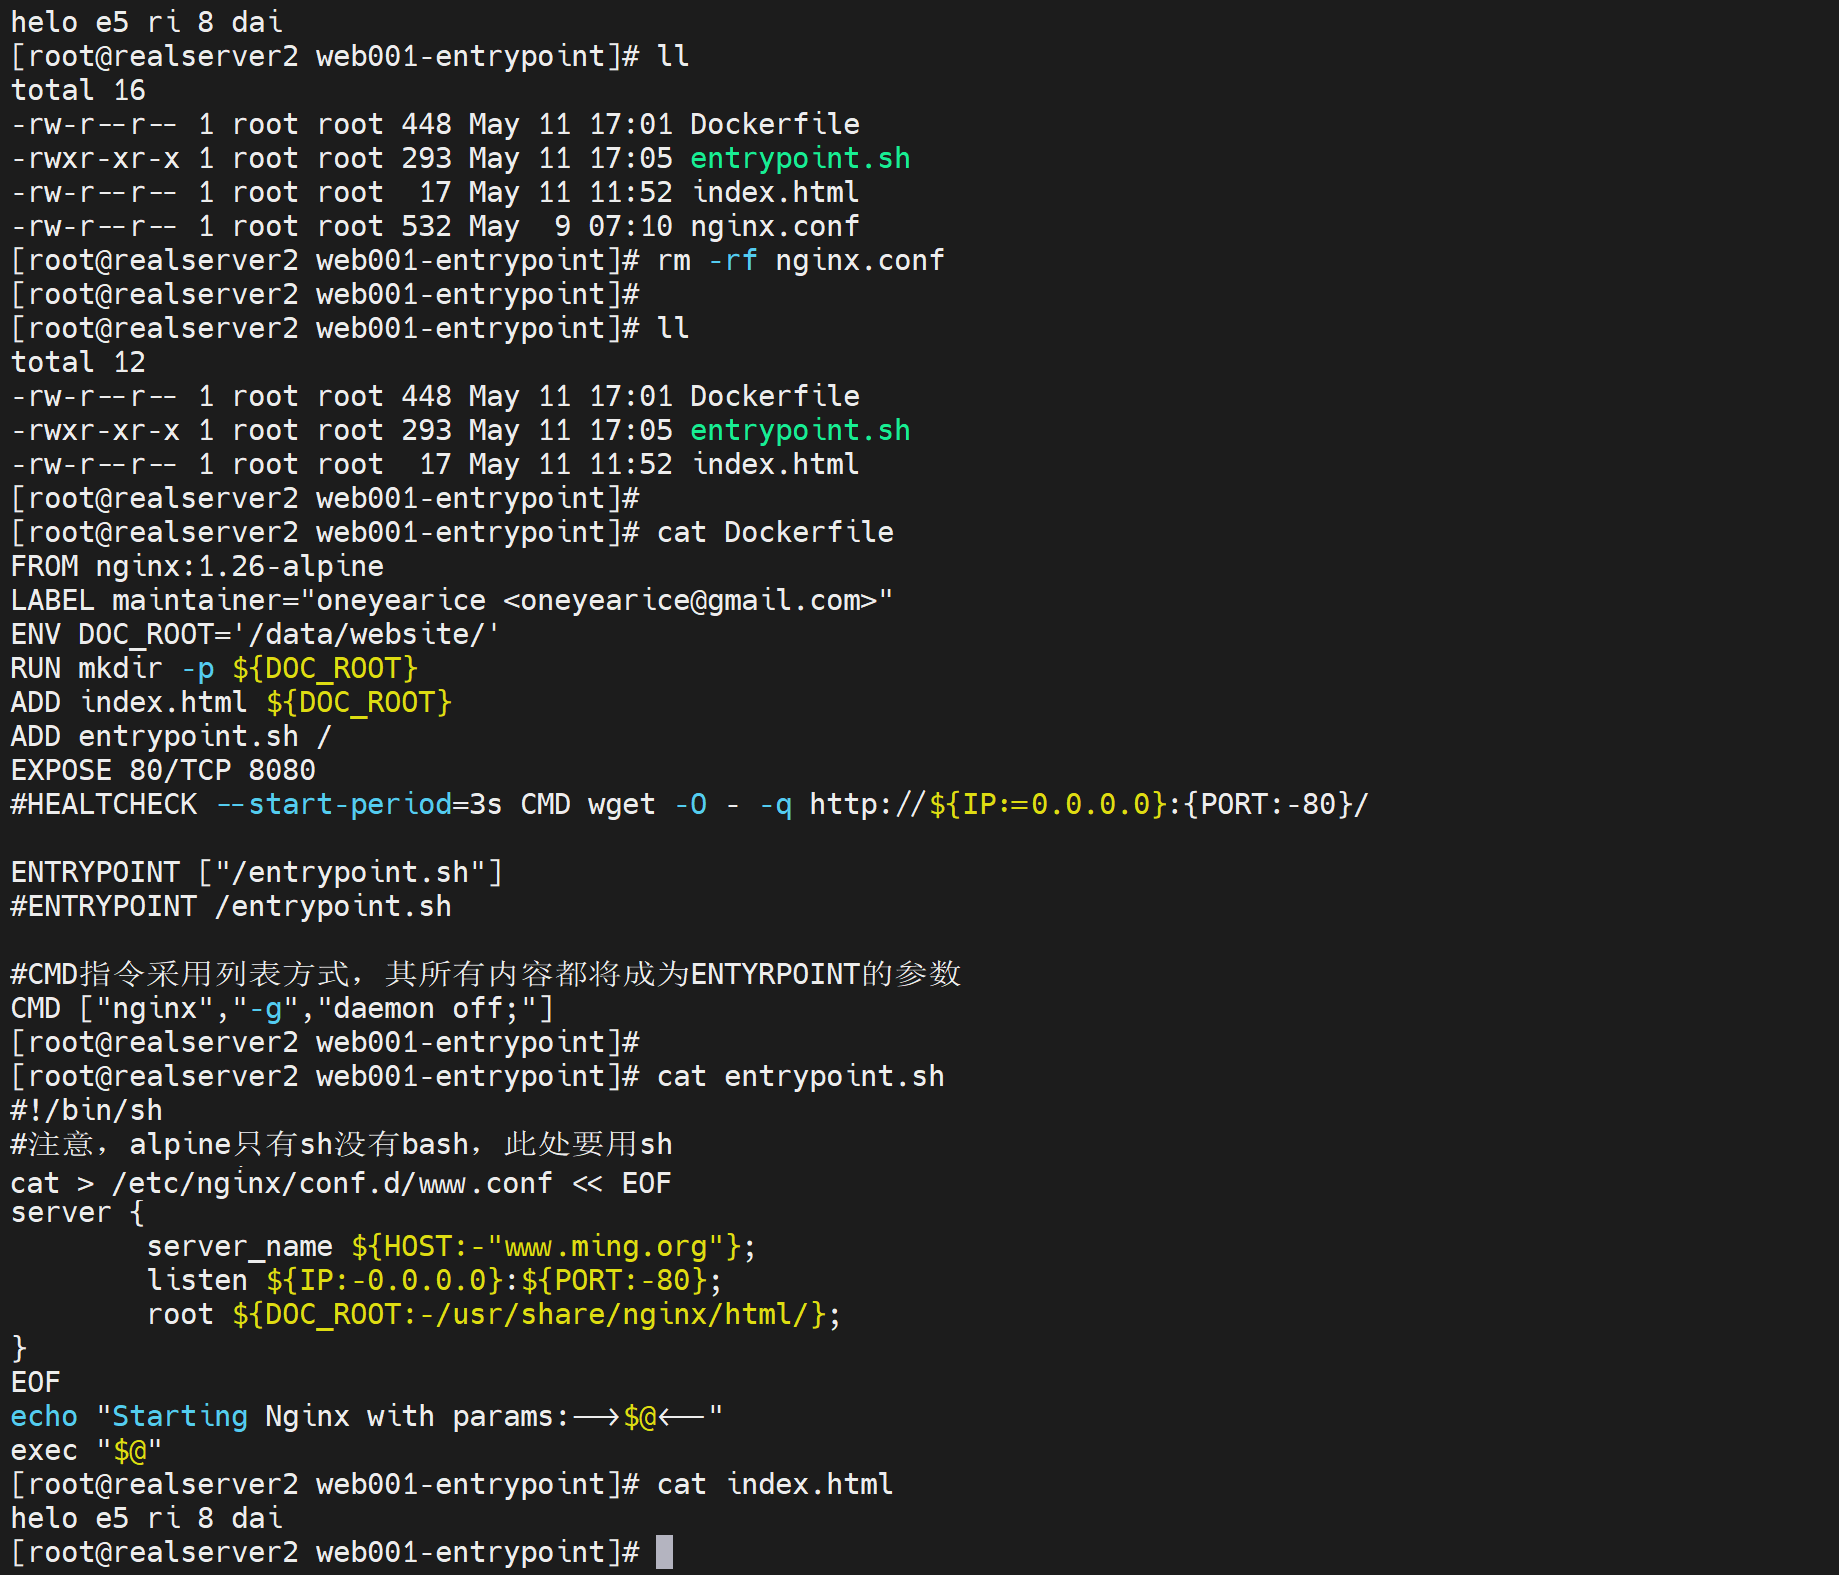 helo e5 ri 8 dai
[root@realserver2 web001-entrypoint]# ll
total 16
-rw-r--r-- 1 root root 448 May 11 17:01 Dockerfile
-rwxr-xr-x 1 root root 293 May 11 17:05 entrypoint.sh
-rw-r--r-- 1 root root  17 May 11 11:52 index.html
-rw-r--r-- 1 root root 532 May  9 07:10 nginx.conf
[root@realserver2 web001-entrypoint]# rm -rf nginx.conf
[root@realserver2 web001-entrypoint]#
[root@realserver2 web001-entrypoint]# ll
total 12
-rw-r--r-- 1 root root 448 May 11 17:01 Dockerfile
-rwxr-xr-x 1 root root 293 May 11 17:05 entrypoint.sh
-rw-r--r-- 1 root root  17 May 11 11:52 index.html
[root@realserver2 web001-entrypoint]#
[root@realserver2 web001-entrypoint]# cat Dockerfile
FROM nginx:1.26-alpine
LABEL maintainer="oneyearice <oneyearice@gmail.com>"
ENV DOC_ROOT='/data/website/'
RUN mkdir -p ${DOC_ROOT}
ADD index.html ${DOC_ROOT}
ADD entrypoint.sh /
EXPOSE 80/TCP 8080
#HEALTCHECK --start-period=3s CMD wget -O - -q http://${IP:=0.0.0.0}:{PORT:-80}/

ENTRYPOINT ["/entrypoint.sh"]
#ENTRYPOINT /entrypoint.sh

#CMD指令采用列表方式，其所有内容都将成为ENTYRPOINT的参数
CMD ["nginx","-g","daemon off;"]
[root@realserver2 web001-entrypoint]#
[root@realserver2 web001-entrypoint]# cat entrypoint.sh
#!/bin/sh
#注意，alpine只有sh没有bash，此处要用sh
cat > /etc/nginx/conf.d/www.conf << EOF
server {
        server_name ${HOST:-"www.ming.org"};
        listen ${IP:-0.0.0.0}:${PORT:-80};
        root ${DOC_ROOT:-/usr/share/nginx/html/};
}
EOF
echo "Starting Nginx with params:-->$@<--"
exec "$@"
[root@realserver2 web001-entrypoint]# cat index.html
helo e5 ri 8 dai
[root@realserver2 web001-entrypoint]#